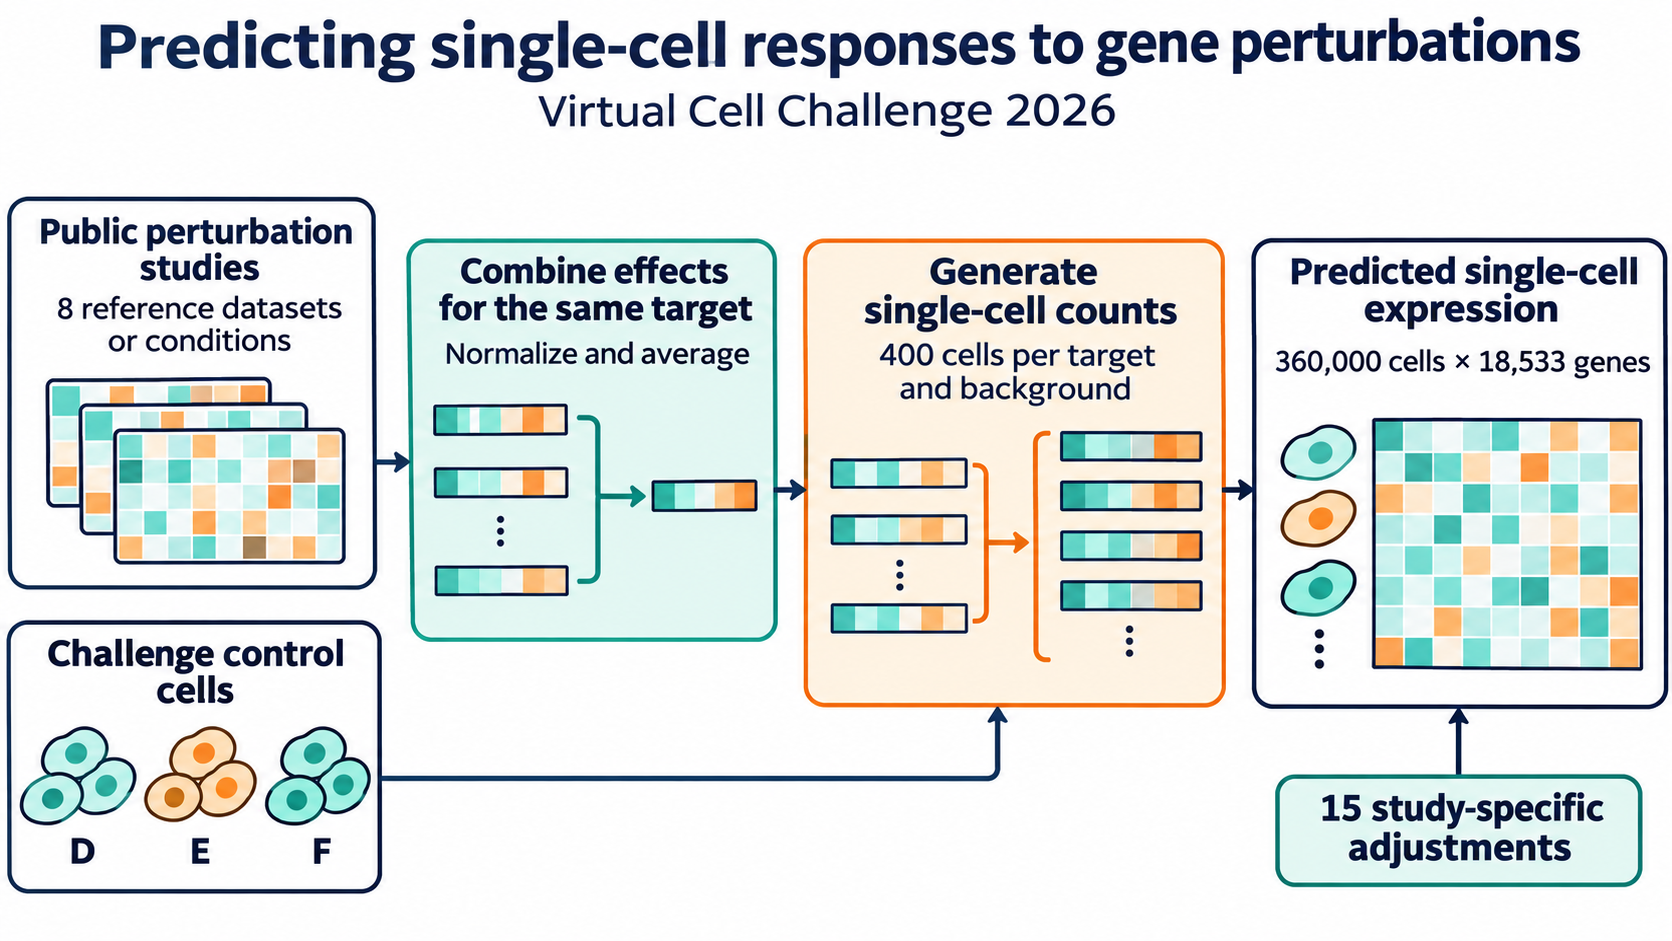 Predicting single-cell responses to gene perturbations
Virtual Cell Challenge 2026
Public perturbation
studies
8 reference datasets
or conditions
Challenge control
cells
D
E
F
Combine effects
for the same target
Normalize and average
Generate
single-cell counts
400 cells per target
and background
Predicted single-cell
expression
360,000 cells × 18,533 genes
15 study-specific
adjustments